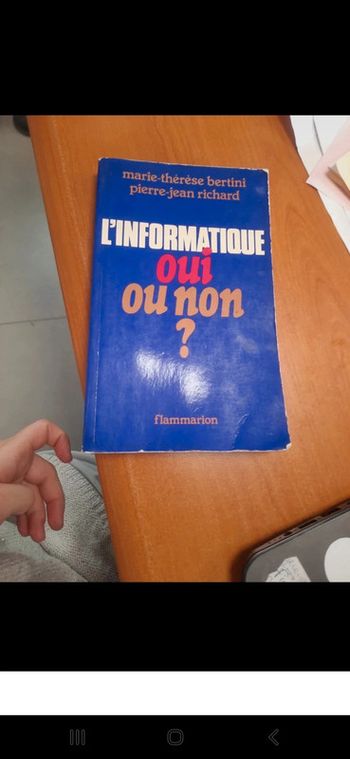 marie-thérèse bertini
pierre-jean richard
L'INFORMATIQUE
oui
ou non
?
flammarion